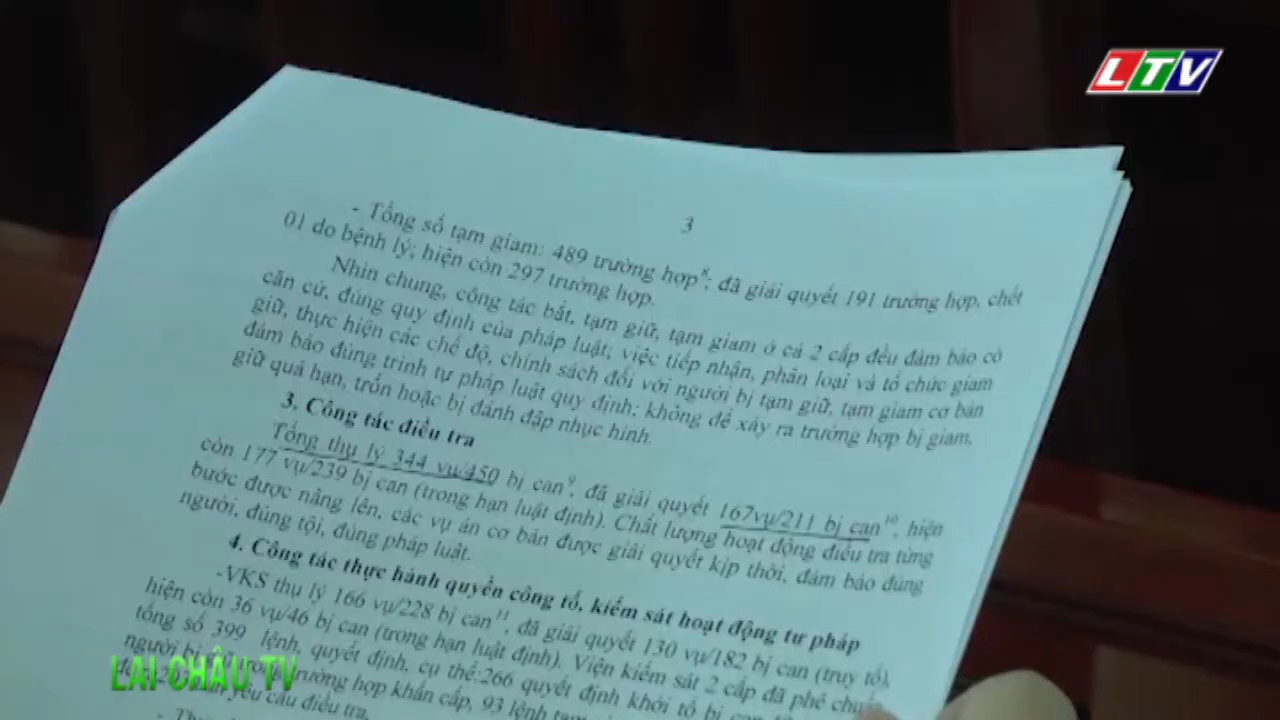 LTV
3
- Tổng số tạm giam: 489 trường hợp⁸; đã giải quyết 191 trường hợp, chết
01 do bệnh lý; hiện còn 297 trường hợp.
Nhìn chung, công tác bắt, tạm giữ, tạm giam ở cả 2 cấp đều đảm bảo có
căn cứ, đúng quy định của pháp luật; việc tiếp nhận, phân loại và tổ chức giam
giữ, thực hiện các chế độ, chính sách đối với người bị tạm giữ, tạm giam cơ bản
đảm bảo đúng trình tự pháp luật quy định; không để xảy ra trường hợp bị giam,
giữ quá hạn, trốn hoặc bị đánh đập nhục hình.
3. Công tác điều tra
Tổng thụ lý 344 vụ/450 bị can⁹, đã giải quyết 167vụ/211 bị can¹⁰, hiện
còn 177 vụ/239 bị can (trong hạn luật định). Chất lượng hoạt động điều tra từng
bước được nâng lên, các vụ án cơ bản được giải quyết kịp thời, đảm bảo đúng
người, đúng tội, đúng pháp luật.
4. Công tác thực hành quyền công tố, kiểm sát hoạt động tư pháp
-VKS thụ lý 166 vụ/228 bị can¹¹, đã giải quyết 130 vụ/182 bị can (truy tố),
hiện còn 36 vụ/46 bị can (trong hạn luật định). Viện kiểm sát 2 cấp đã phê chuẩn
tổng số 399 lệnh, quyết định, cụ thể:266 quyết định khởi tố bị can
người bị trường hợp khẩn cấp, 93 lệnh
yêu cầu điều tra.
LAI CHÂU TV